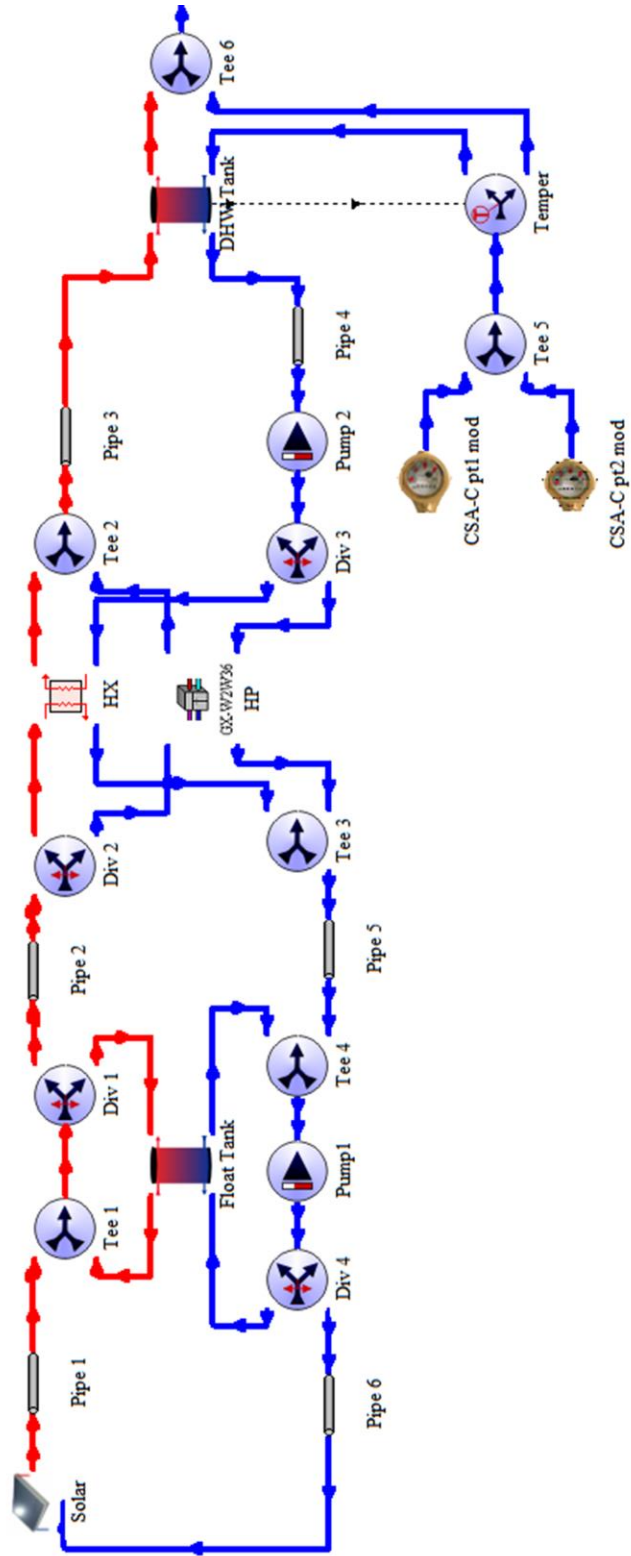 Solar
Pipe 1
Tee 1
Div 1
Pipe 2
Div 2
HX
Tee 2
Pipe 3
Float Tank
GX-W2W36
HP
DHW Tank
Tee 6
Div 4
Pump1
Tee 4
Tee 3
Div 3
Pump 2
Pipe 4
Pipe 6
Pipe 5
CSA-C pt1 mod
Tee 5
Temper
CSA-C pt2 mod
T